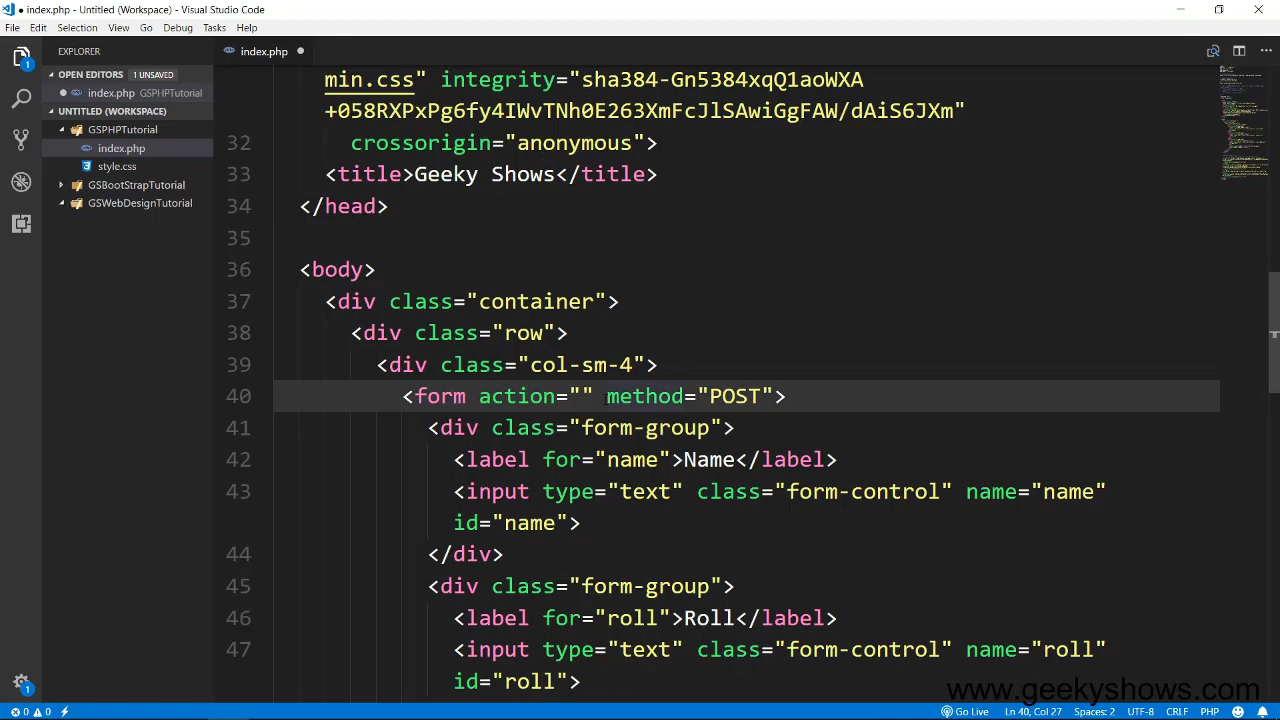 index.php - Untitled (Workspace) - Visual Studio Code
File Edit Selection View Go Debug Tasks Help
EXPLORER
index.php
OPEN EDITORS 1 UNSAVED
index.php GSPHPTutorial
UNTITLED (WORKSPACE)
GSPHPTutorial
index.php
style.css
GSBootStrapTutorial
GSWebDesignTutorial
min.css" integrity="sha384-Gn5384xqQ1aoWXA
+058RXPxPg6fy4IWvTNh0E263XmFcJlSAwiGgFAW/dAiS6JXm"
32 crossorigin="anonymous">
33 <title>Geeky Shows</title>
34 </head>
35
36 <body>
37 <div class="container">
38 <div class="row">
39 <div class="col-sm-4">
40 <form action="" method="POST">
41 <div class="form-group">
42 <label for="name">Name</label>
43 <input type="text" class="form-control" name="name"
id="name">
44 </div>
45 <div class="form-group">
46 <label for="roll">Roll</label>
47 <input type="text" class="form-control" name="roll"
id="roll">
www.geekyshows.com
1
1
0 0 Go Live Ln 40, Col 27 Spaces: 2 UTF-8 CRLF PHP